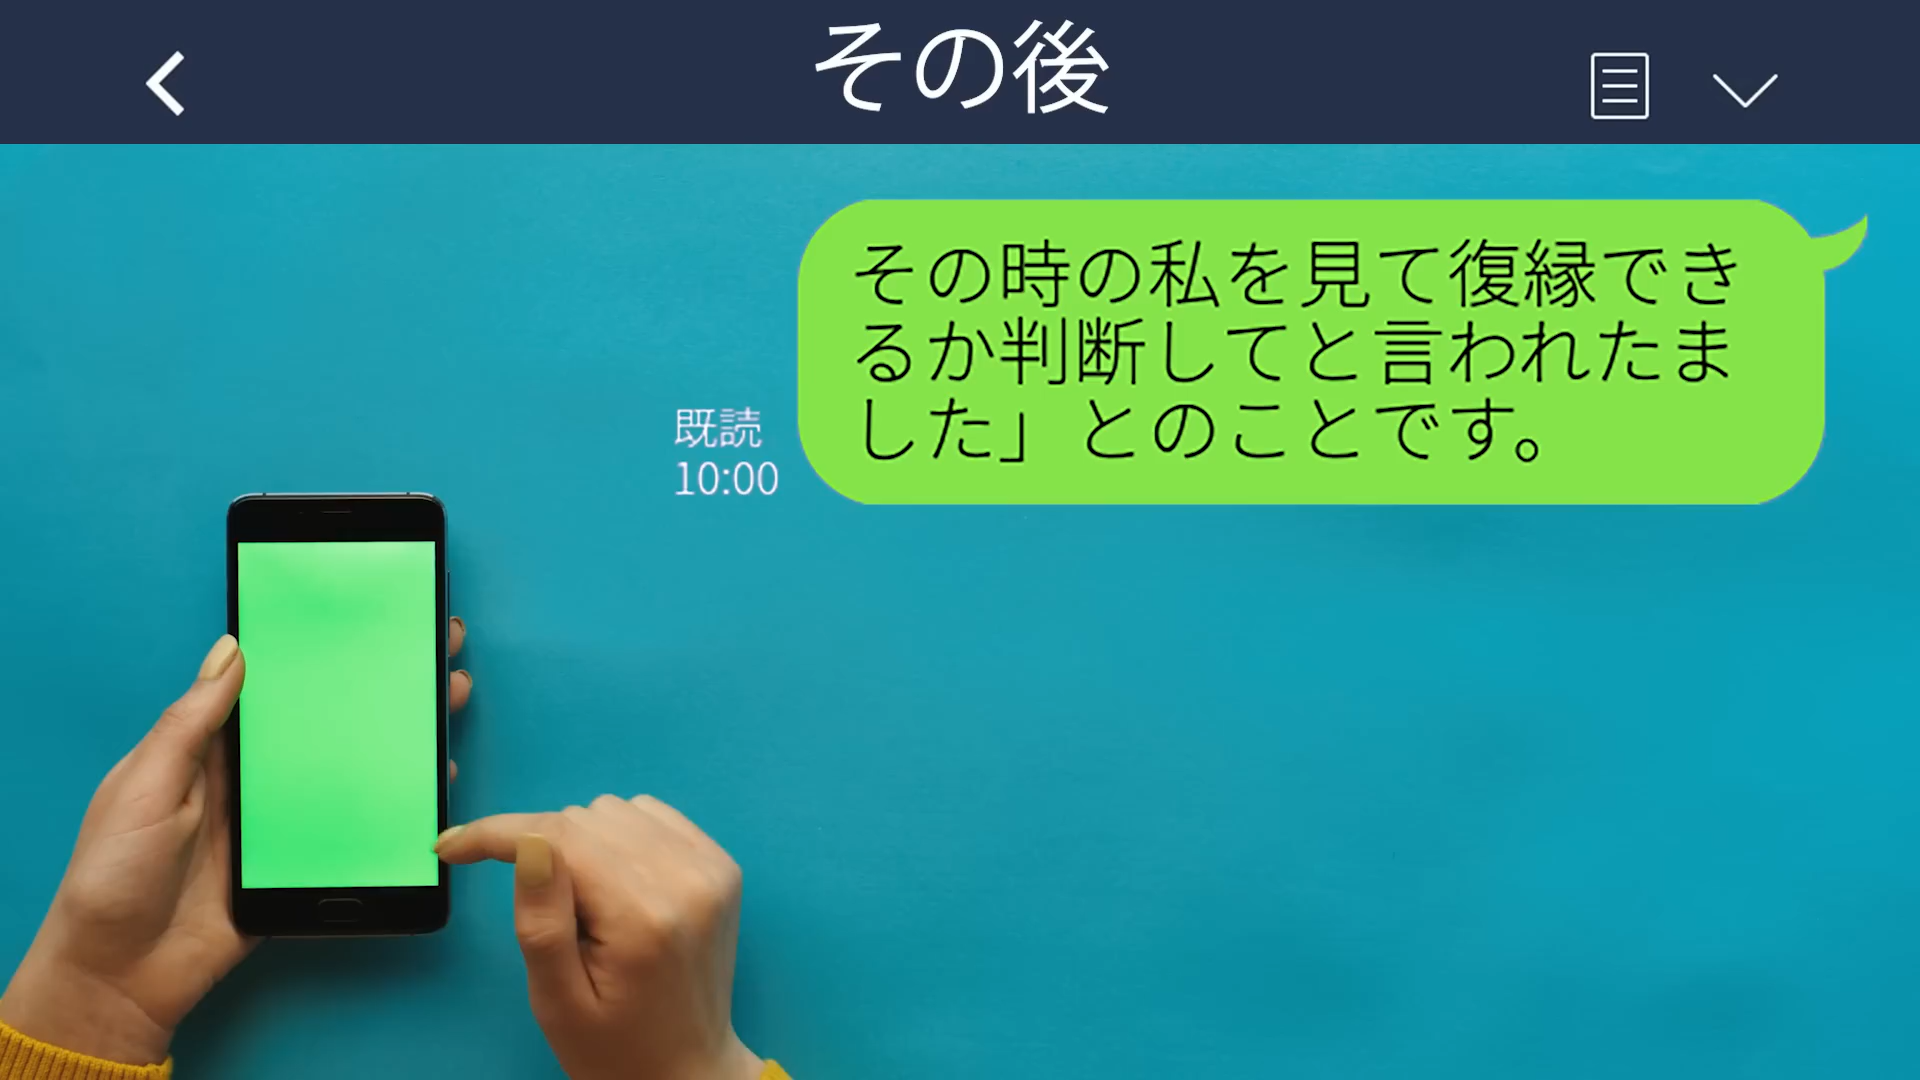 その後
その時の私を見て復縁でき
るか判断してと言われたま
した」とのことです。
既読
10:00